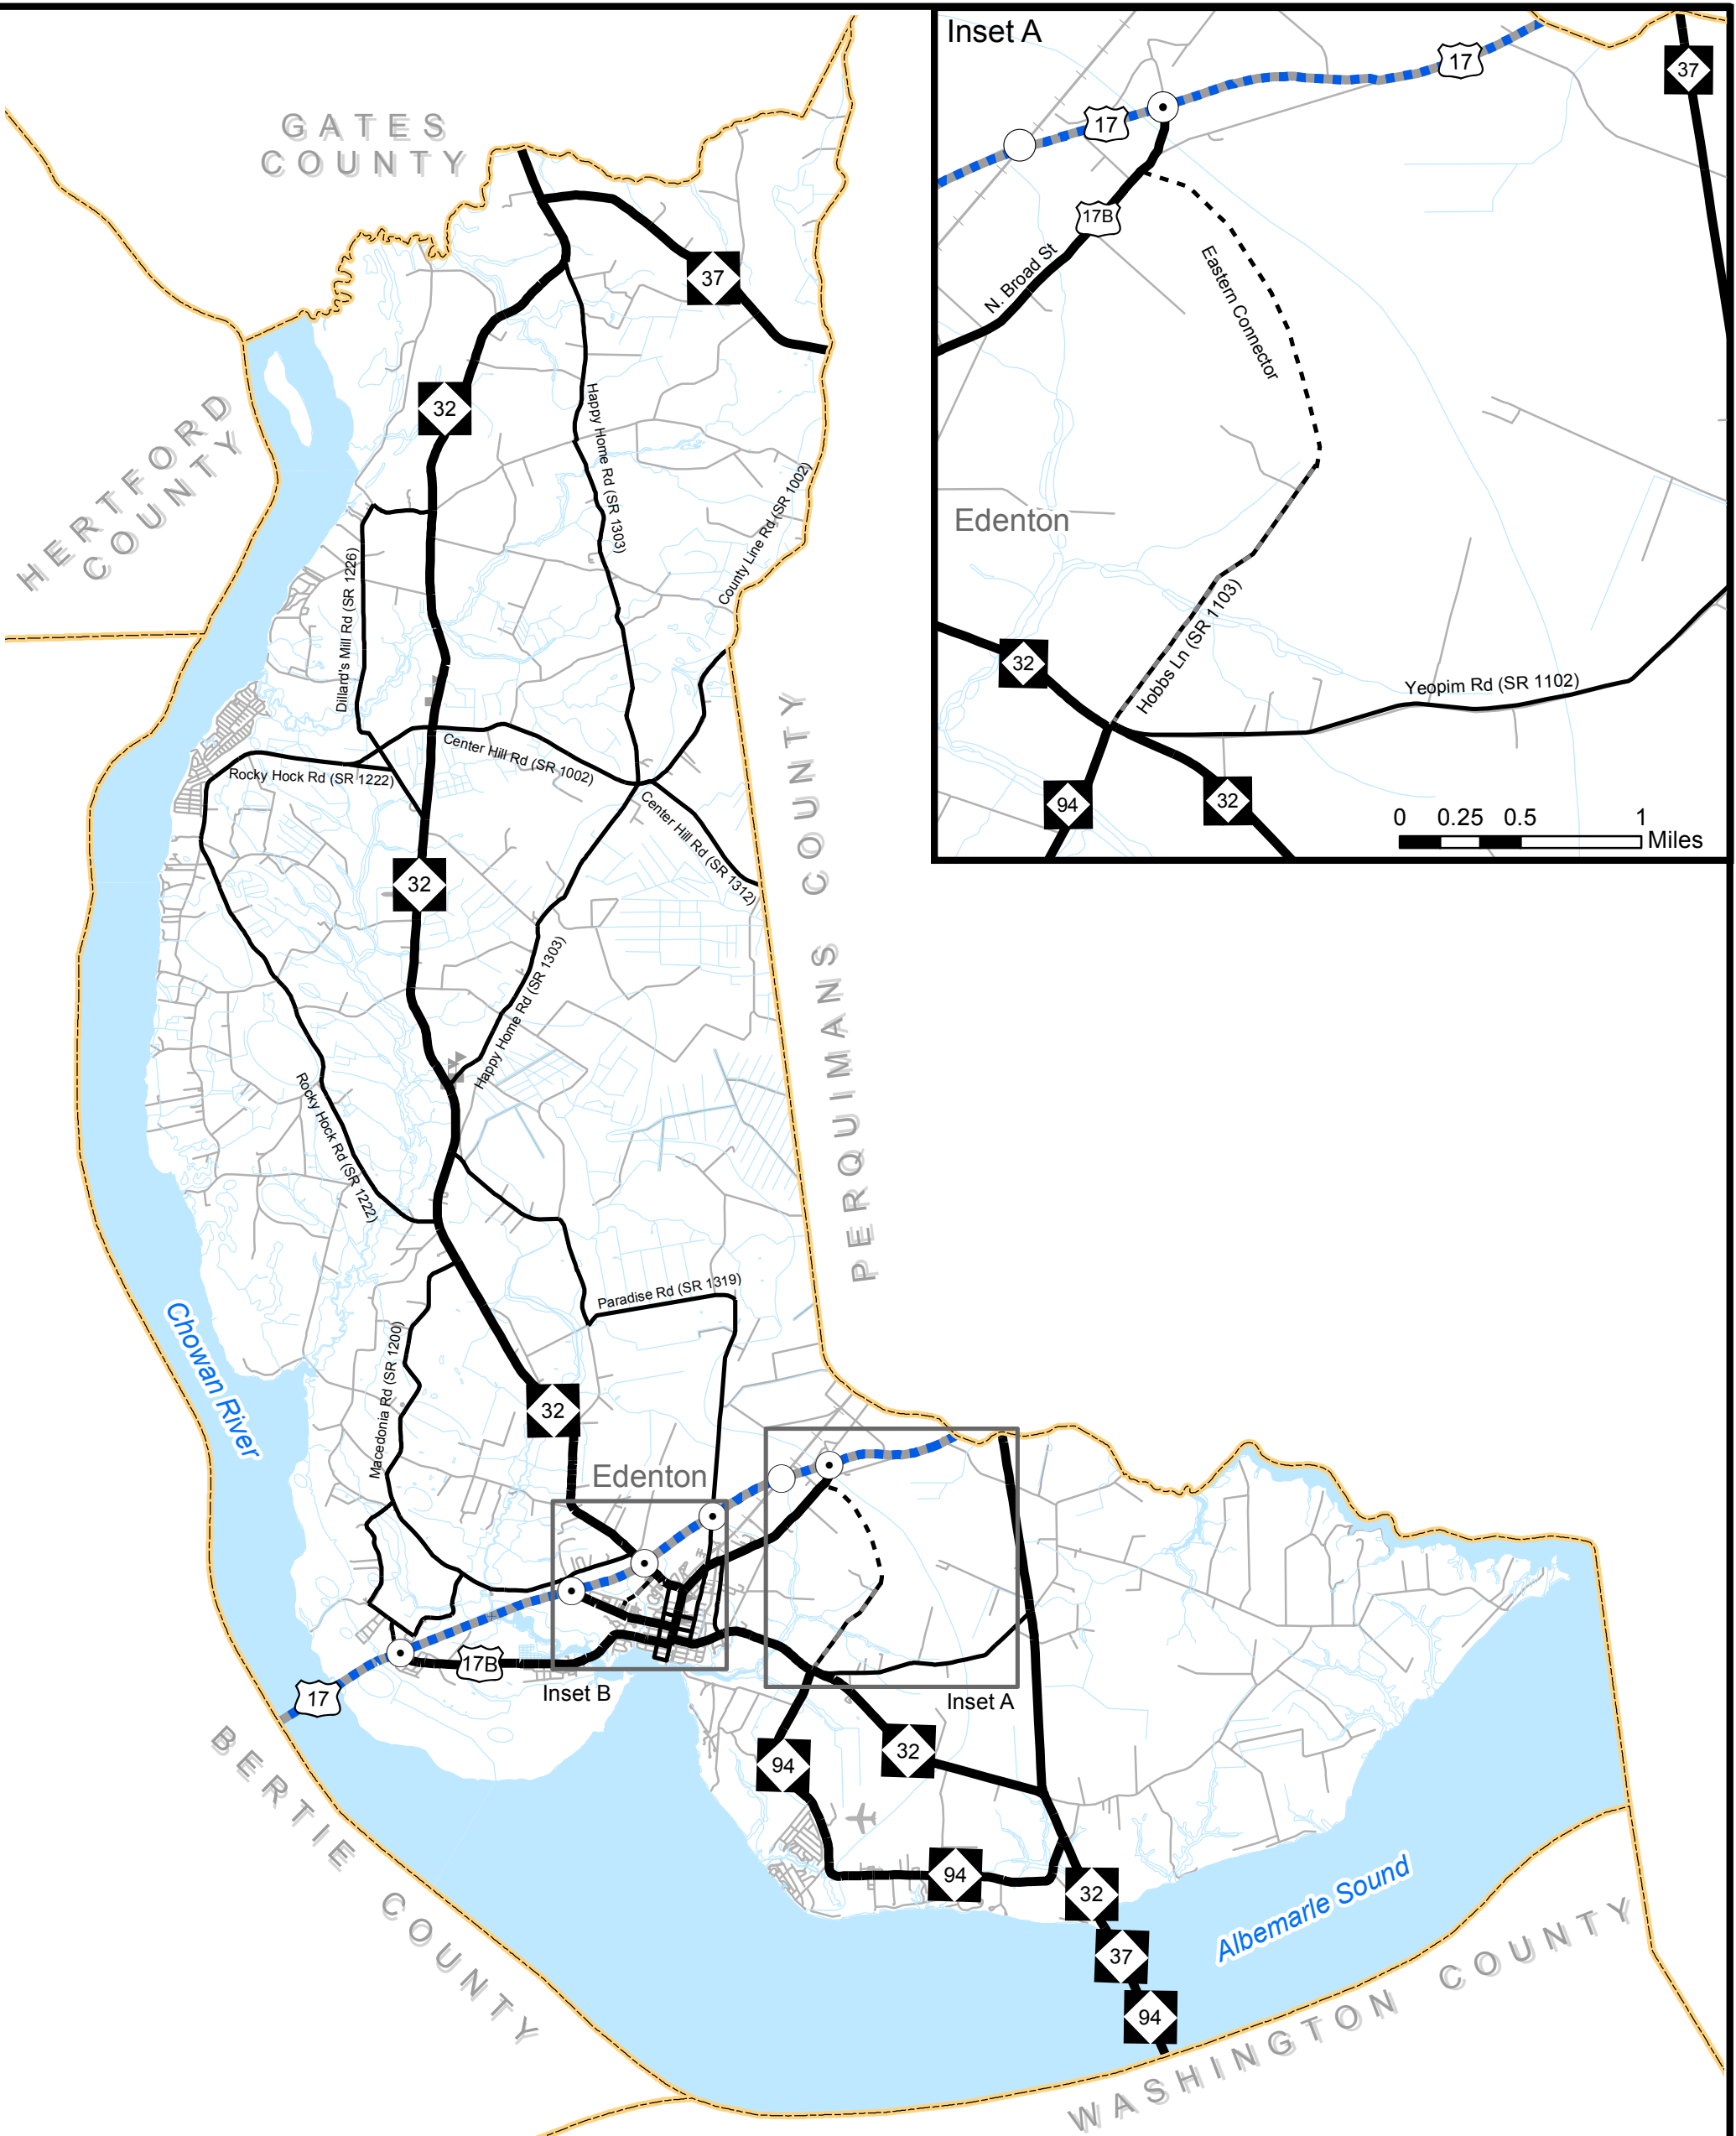 Inset A
17
37
17
17B
N. Broad St
Eastern Connector
Edenton
Hobbs Ln (SR 1103)
32
Yeopim Rd (SR 1102)
94
32
0 0.25 0.5 1
Miles
GATES
COUNTY
37
HERTFORD
COUNTY
32
Happy Home Rd (SR 1303)
County Line Rd (SR 1002)
Dillard's Mill Rd (SR 1226)
Center Hill Rd (SR 1002)
Rocky Hock Rd (SR 1222)
Center Hill Rd (SR 1312)
PERQUIMANS COUNTY
32
Happy Home Rd (SR 1303)
Rocky Hock Rd (SR 1222)
Paradise Rd (SR 1319)
Chowan River
Macedonia Rd (SR 1200)
32
Edenton
17B
17
Inset B
Inset A
BERTIE COUNTY
94
32
94
32
37
94
Albemarle Sound
WASHINGTON COUNTY